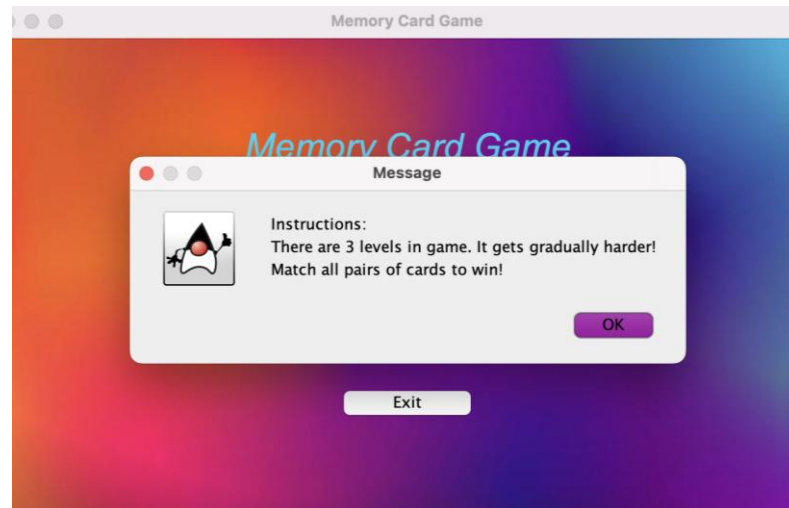 Memory Card Game
Memory Card Game
Message
Instructions:
There are 3 levels in game. It gets gradually harder!
Match all pairs of cards to win!
OK
Exit